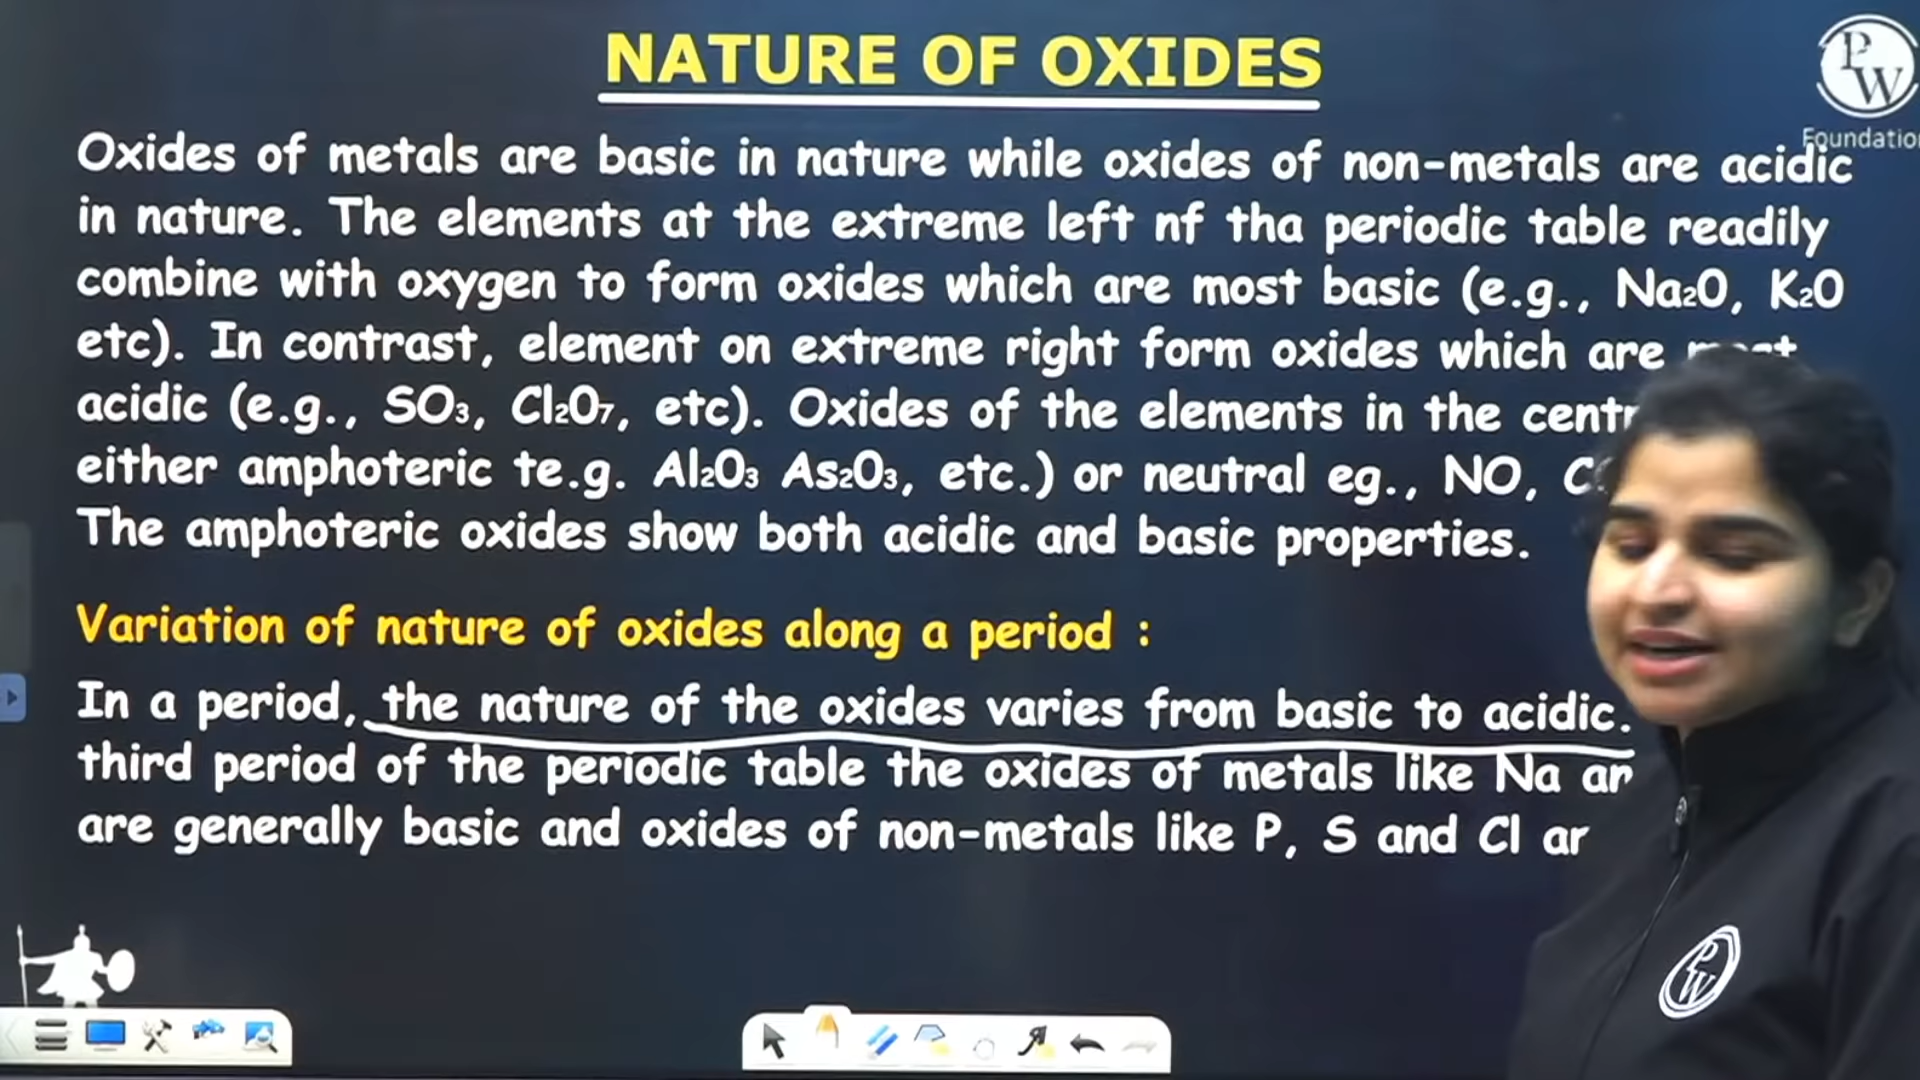 NATURE OF OXIDES
PW
Foundation
Oxides of metals are basic in nature while oxides of non-metals are acidic
in nature. The elements at the extreme left nf tha periodic table readily
combine with oxygen to form oxides which are most basic (e.g., Na₂O, K₂O
etc). In contrast, element on extreme right form oxides which are
acidic (e.g., SO₃, Cl₂O₇, etc). Oxides of the elements in the
either amphoteric te.g. Al₂O₃ As₂O₃, etc.) or neutral eg., NO,
The amphoteric oxides show both acidic and basic properties.
Variation of nature of oxides along a period :
In a period, the nature of the oxides varies from basic to acidic.
third period of the periodic table the oxides of metals like Na
are generally basic and oxides of non-metals like P, S and Cl
PW